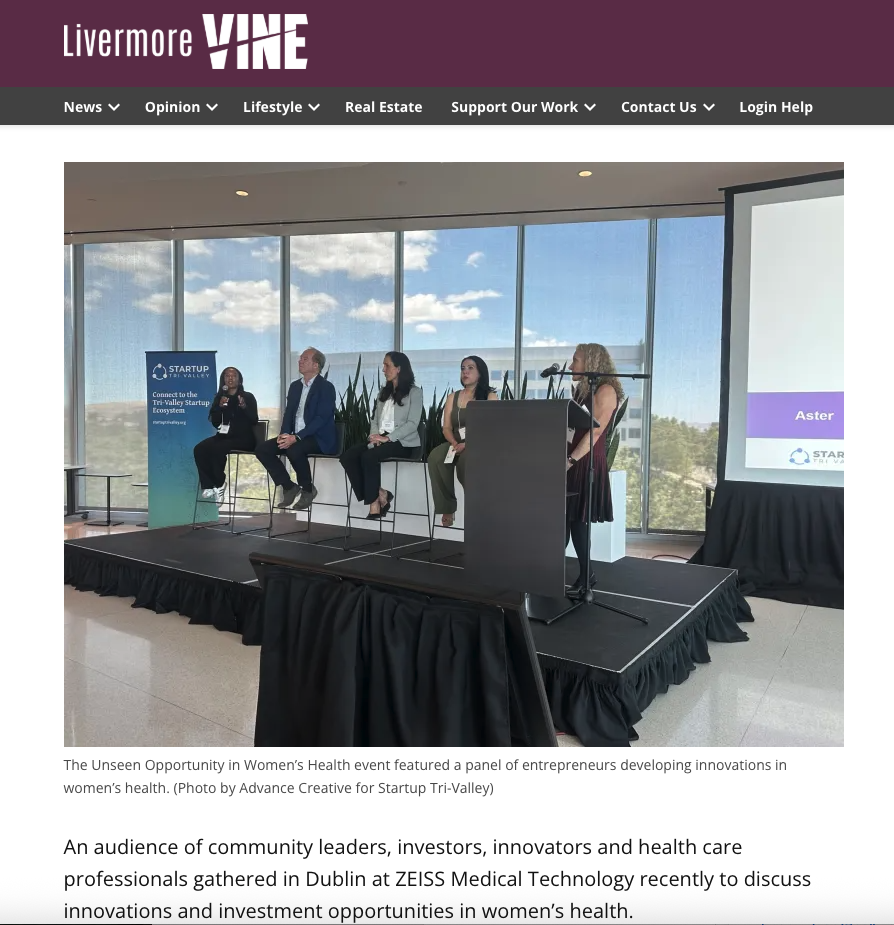 Livermore VINE
News Opinion Lifestyle Real Estate Support Our Work Contact Us Login Help
STARTUP
TRI-VALLEY
Connect to the
Tri-Valley Startup
Ecosystem
startuptrivalley.org
Aster
STAR
TRI VA
The Unseen Opportunity in Women’s Health event featured a panel of entrepreneurs developing innovations in
women’s health. (Photo by Advance Creative for Startup Tri-Valley)
An audience of community leaders, investors, innovators and health care
professionals gathered in Dublin at ZEISS Medical Technology recently to discuss
innovations and investment opportunities in women’s health.